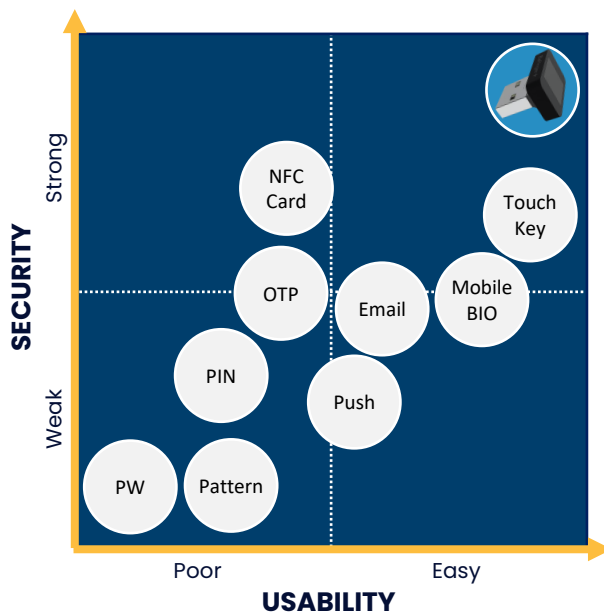 Strong
SECURITY
Weak
NFC
Card
Touch
Key
OTP
Email
Mobile
BIO
PIN
Push
PW
Pattern
Poor
Easy
USABILITY